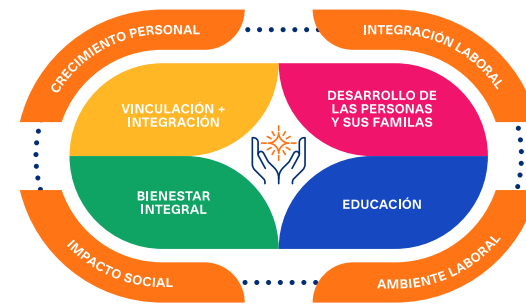 CRECIMIENTO PERSONAL
INTEGRACIÓN LABORAL
VINCULACIÓN +
INTEGRACIÓN
DESARROLLO DE
LAS PERSONAS
Y SUS FAMILAS
BIENESTAR
INTEGRAL
EDUCACIÓN
IMPACTO SOCIAL
AMBIENTE LABORAL